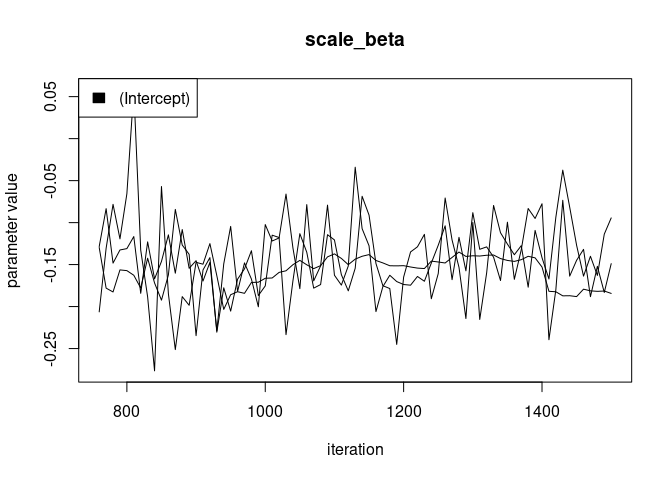 scale_beta
(Intercept)
0.05
-0.05
-0.15
-0.25
parameter value
800
1000
1200
1400
iteration